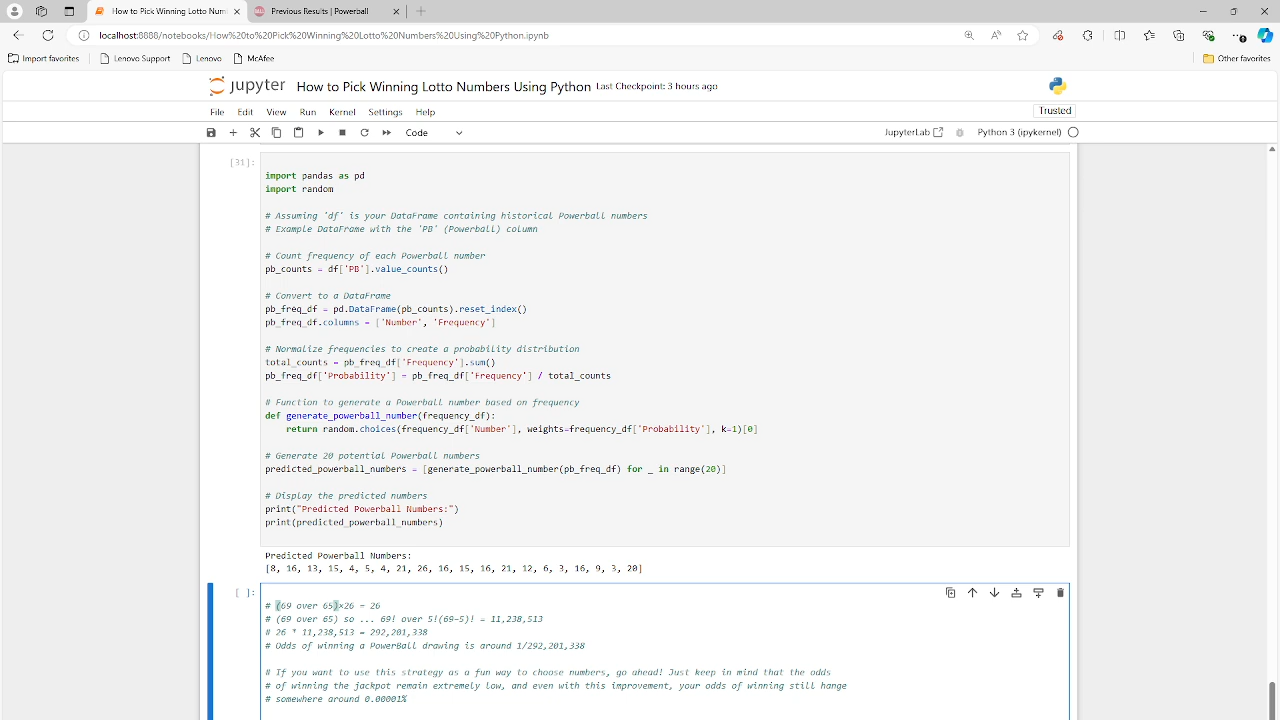 How to Pick Winning Lotto Num
Previous Results | Powerball
localhost:8888/notebooks/How%20to%20Pick%20Winning%20Lotto%20Numbers%20Using%20Python.ipynb
Import favorites
Lenovo Support
Lenovo
McAfee
Other favorites
jupyter How to Pick Winning Lotto Numbers Using Python Last Checkpoint: 3 hours ago
File Edit View Run Kernel Settings Help
Trusted
Code
JupyterLab
Python 3 (ipykernel)
[31]:
import pandas as pd
import random
# Assuming 'df' is your DataFrame containing historical Powerball numbers
# Example DataFrame with the 'PB' (Powerball) column
# Count frequency of each Powerball number
pb_counts = df['PB'].value_counts()
# Convert to a DataFrame
pb_freq_df = pd.DataFrame(pb_counts).reset_index()
pb_freq_df.columns = ['Number', 'Frequency']
# Normalize frequencies to create a probability distribution
total_counts = pb_freq_df['Frequency'].sum()
pb_freq_df['Probability'] = pb_freq_df['Frequency'] / total_counts
# Function to generate a Powerball number based on frequency
def generate_powerball_number(frequency_df):
return random.choices(frequency_df['Number'], weights=frequency_df['Probability'], k=1)[0]
# Generate 20 potential Powerball numbers
predicted_powerball_numbers = [generate_powerball_number(pb_freq_df) for _ in range(20)]
# Display the predicted numbers
print("Predicted Powerball Numbers:")
print(predicted_powerball_numbers)
Predicted Powerball Numbers:
[8, 16, 13, 15, 4, 5, 4, 21, 26, 16, 15, 16, 21, 12, 6, 3, 16, 9, 3, 20]
[ ]:
# (69 over 65)×26 = 26
# (69 over 65) so ... 69! over 5!(69-5)! = 11,238,513
# 26 * 11,238,513 = 292,201,338
# Odds of winning a PowerBall drawing is around 1/292,201,338
# If you want to use this strategy as a fun way to choose numbers, go ahead! Just keep in mind that the odds
# of winning the jackpot remain extremely low, and even with this improvement, your odds of winning still hange
# somewhere around 0.00001%